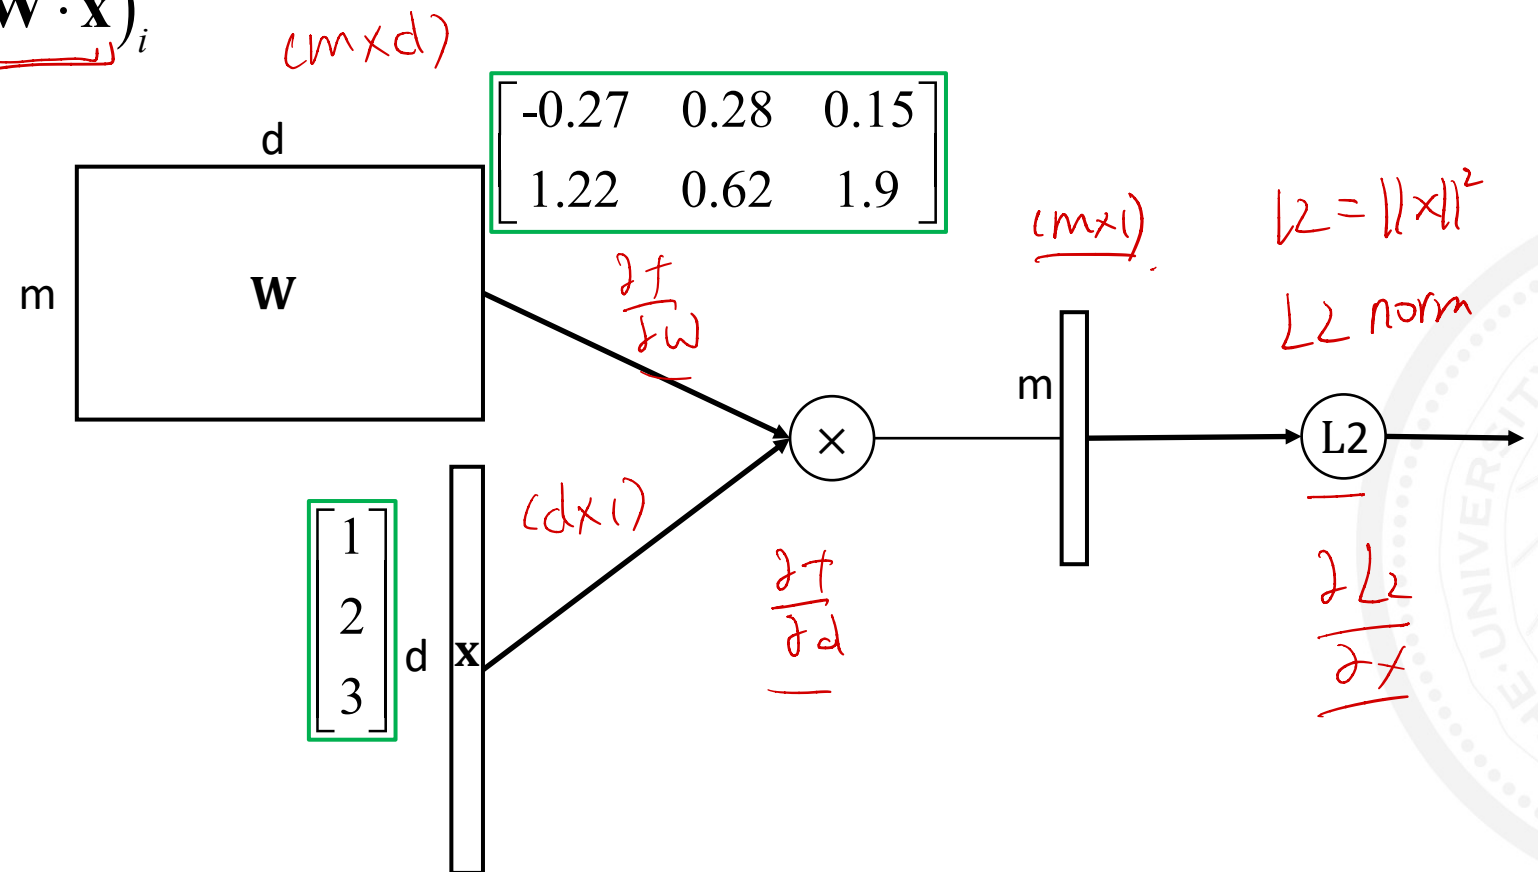 W · x)i
(m×d)
d
-0.27 0.28 0.15
1.22 0.62 1.9
m
W
∂f
∂W
(m×1).
L2 = ||x||²
L2 norm
m
×
L2
(d×1)
1
2
3
d
x
∂f
∂d
∂L2
∂x
UNIVERSITY